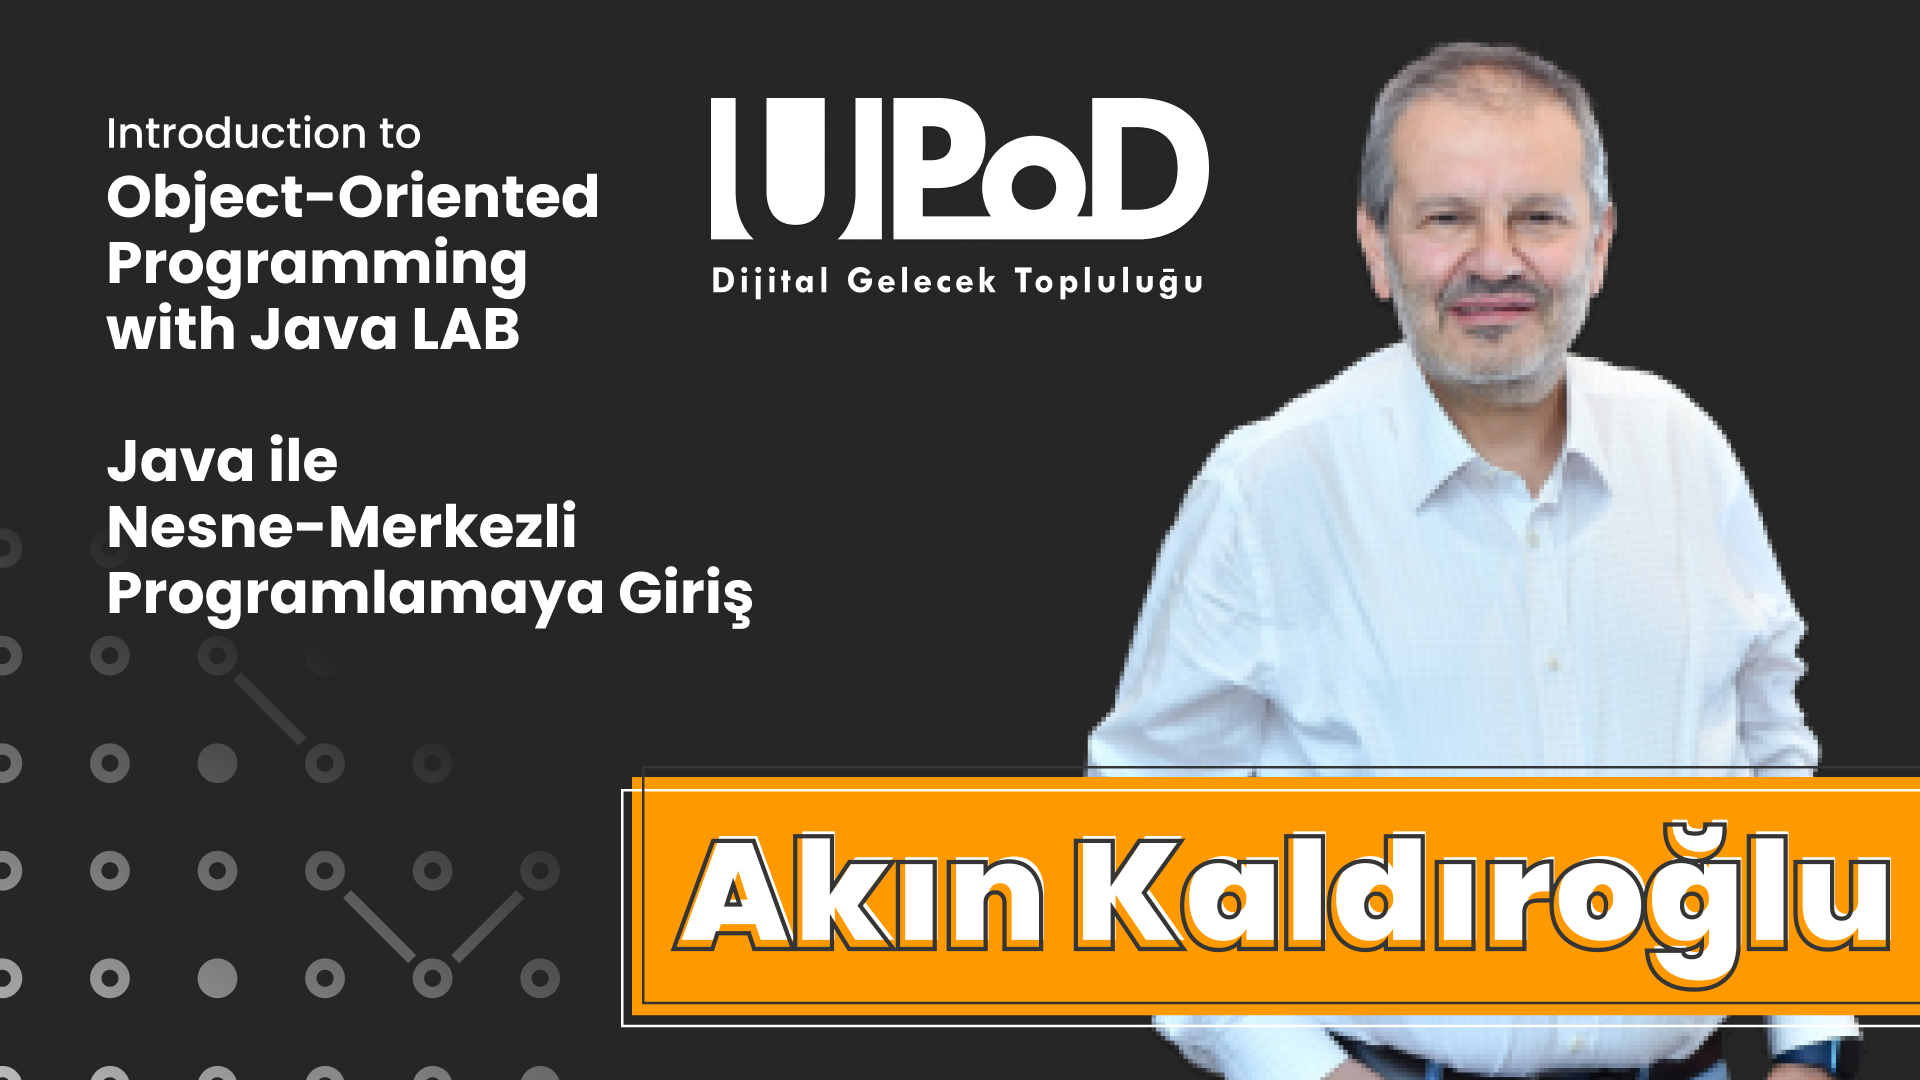 Introduction to
Object-Oriented
Programming
with Java LAB
Java ile
Nesne-Merkezli
Programlamaya Giriş
UPoD
Dijital Gelecek Topluluğu
Akın Kaldıroğlu